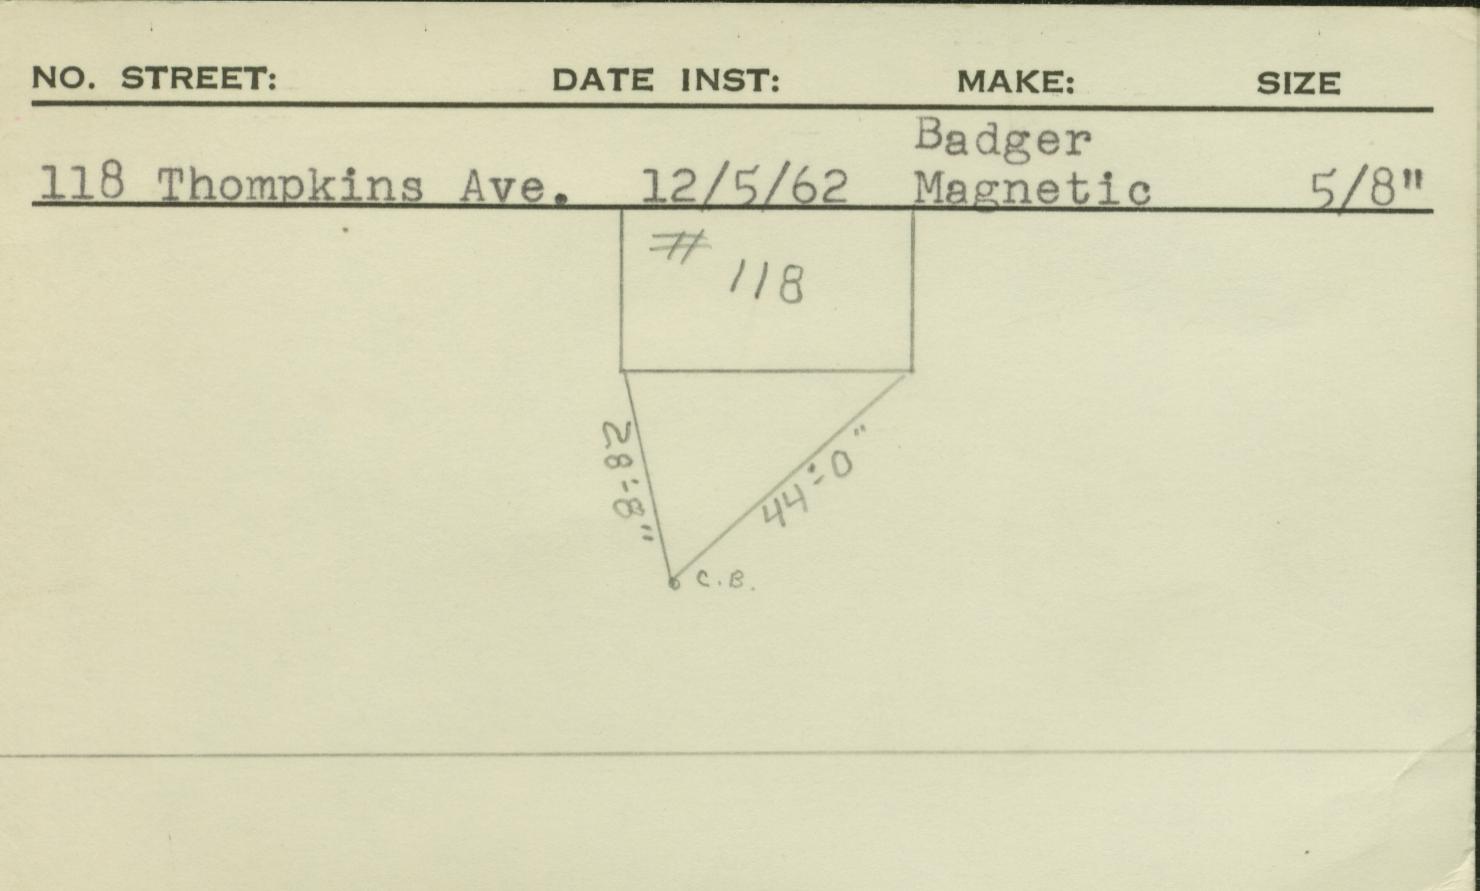 NO. STREET: DATE INST: MAKE: SIZE
Badger
118 Thompkins Ave. 12/5/62 Magnetic 5/8"
# 118
28'-8"
44'-0"
C.B.